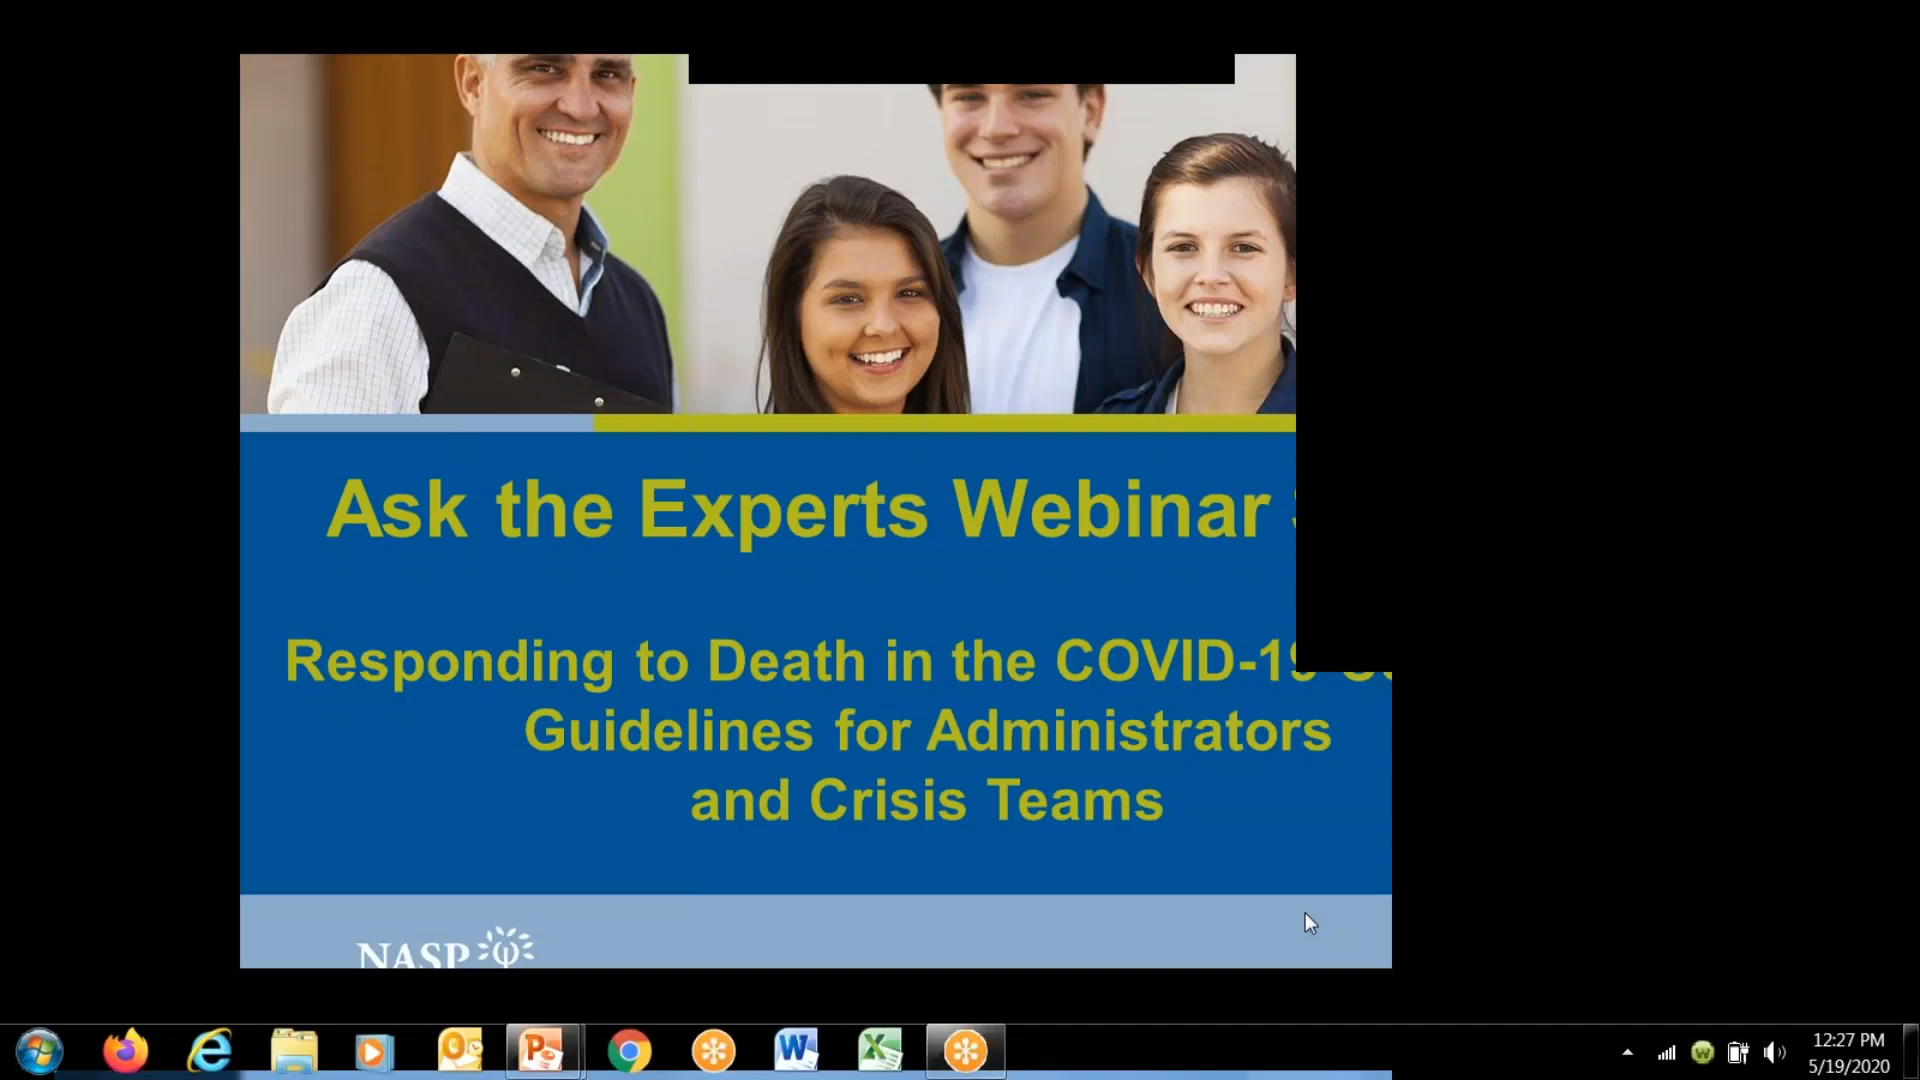 Ask the Experts Webinar
Responding to Death in the COVID-19
Guidelines for Administrators
and Crisis Teams
NASP
12:27 PM
5/19/2020